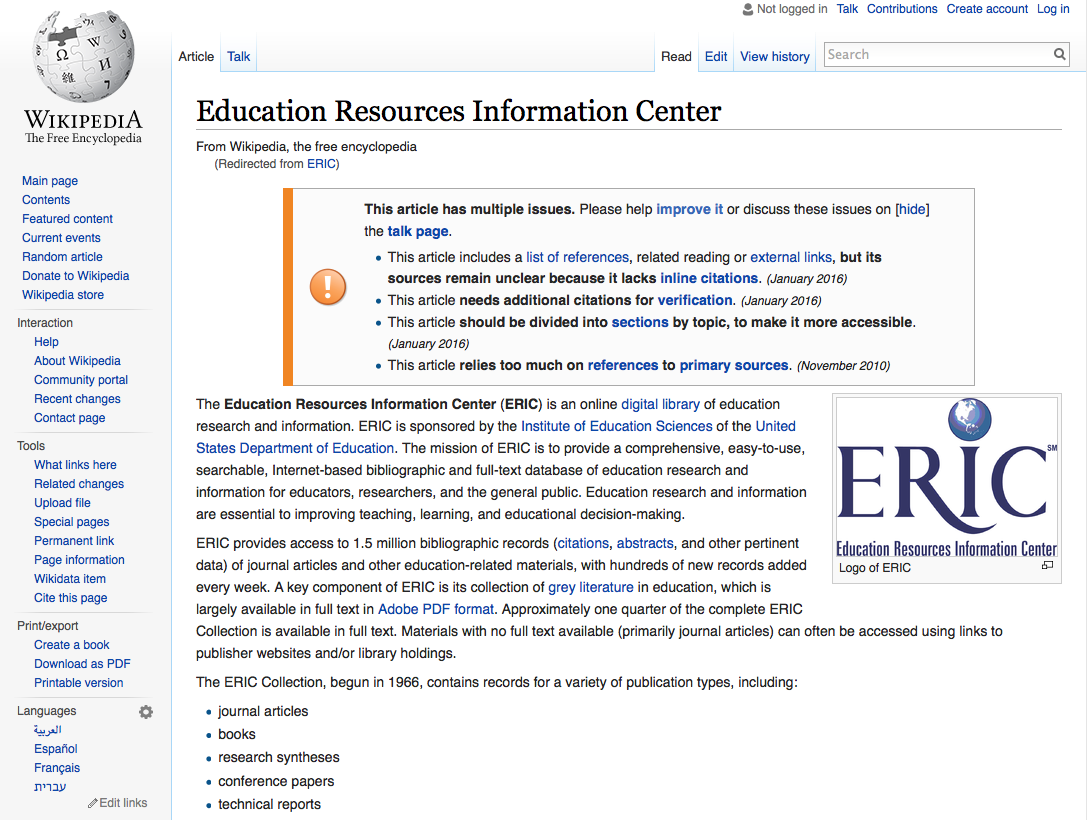 Not logged in Talk Contributions Create account Log in
Article Talk Read Edit View history Search
WIKIPEDIA
The Free Encyclopedia
Main page
Contents
Featured content
Current events
Random article
Donate to Wikipedia
Wikipedia store
Interaction
Help
About Wikipedia
Community portal
Recent changes
Contact page
Tools
What links here
Related changes
Upload file
Special pages
Permanent link
Page information
Wikidata item
Cite this page
Print/export
Create a book
Download as PDF
Printable version
Languages
العربية
Español
Français
עברית
Edit links
Education Resources Information Center
From Wikipedia, the free encyclopedia
(Redirected from ERIC)
This article has multiple issues. Please help improve it or discuss these issues on [hide]
the talk page.
• This article includes a list of references, related reading or external links, but its
sources remain unclear because it lacks inline citations. (January 2016)
• This article needs additional citations for verification. (January 2016)
• This article should be divided into sections by topic, to make it more accessible.
(January 2016)
• This article relies too much on references to primary sources. (November 2010)
The Education Resources Information Center (ERIC) is an online digital library of education
research and information. ERIC is sponsored by the Institute of Education Sciences of the United
States Department of Education. The mission of ERIC is to provide a comprehensive, easy-to-use,
searchable, Internet-based bibliographic and full-text database of education research and
information for educators, researchers, and the general public. Education research and information
are essential to improving teaching, learning, and educational decision-making.
ERIC SM
Education Resources Information Center
Logo of ERIC
ERIC provides access to 1.5 million bibliographic records (citations, abstracts, and other pertinent
data) of journal articles and other education-related materials, with hundreds of new records added
every week. A key component of ERIC is its collection of grey literature in education, which is
largely available in full text in Adobe PDF format. Approximately one quarter of the complete ERIC
Collection is available in full text. Materials with no full text available (primarily journal articles) can often be accessed using links to
publisher websites and/or library holdings.
The ERIC Collection, begun in 1966, contains records for a variety of publication types, including:
• journal articles
• books
• research syntheses
• conference papers
• technical reports